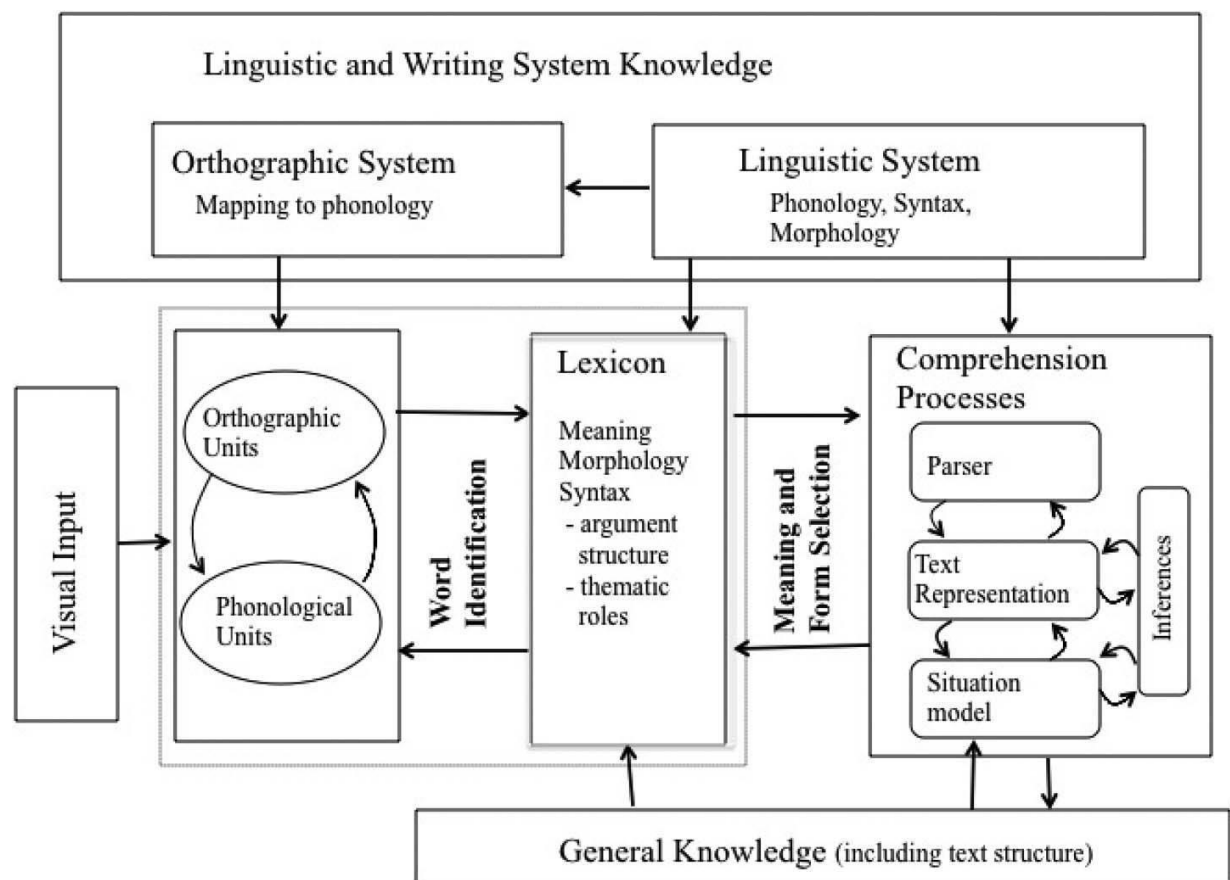 Linguistic and Writing System Knowledge
Orthographic System
Mapping to phonology
Linguistic System
Phonology, Syntax,
Morphology
Visual Input
Orthographic
Units
Phonological
Units
Word
Identification
Lexicon
Meaning
Morphology
Syntax
- argument
structure
- thematic
roles
Meaning and
Form Selection
Comprehension
Processes
Parser
Text
Representation
Situation
model
Inferences
General Knowledge (including text structure)